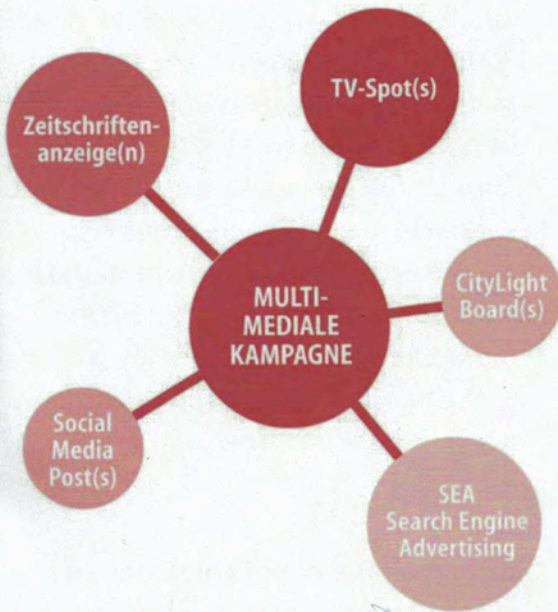 TV-Spot(s)
Zeitschriften-
anzeige(n)
CityLight
Board(s)
MULTI-
MEDIALE
KAMPAGNE
Social
Media
Post(s)
SEA
Search Engine
Advertising